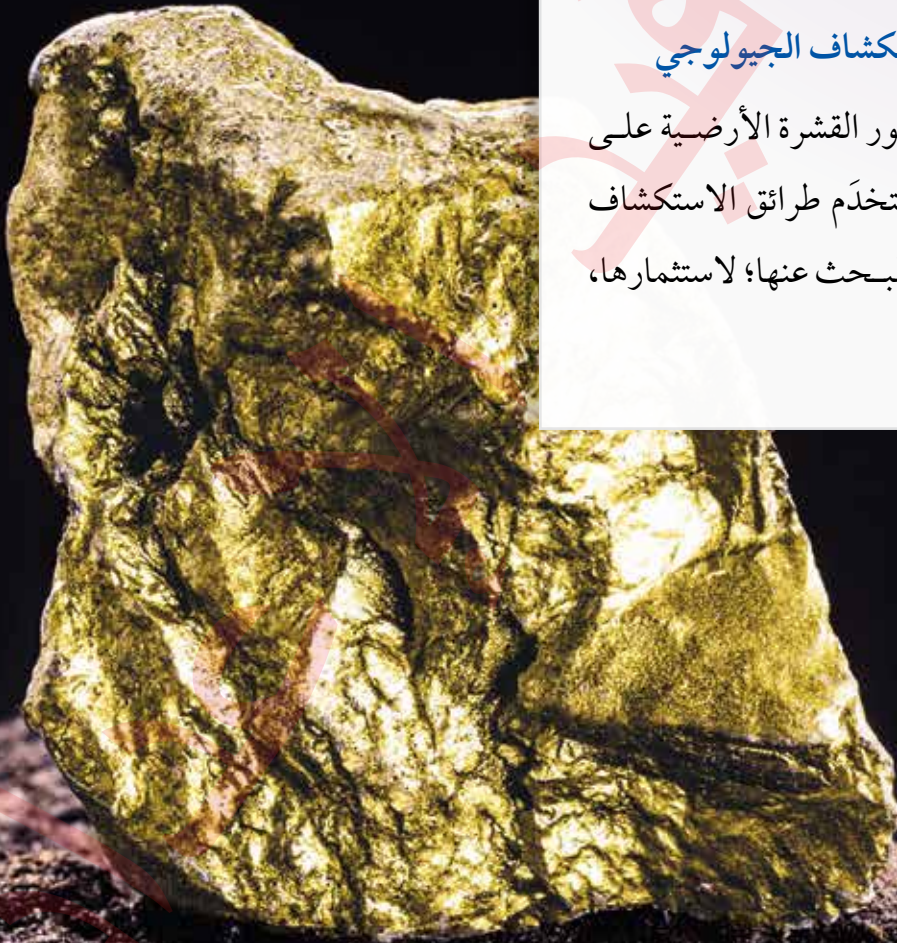 كشاف الجيولوجي
ور القشرة الأرضية على
تخدَم طرائق الاستكشاف
بحث عنها؛ لاستثمارها،